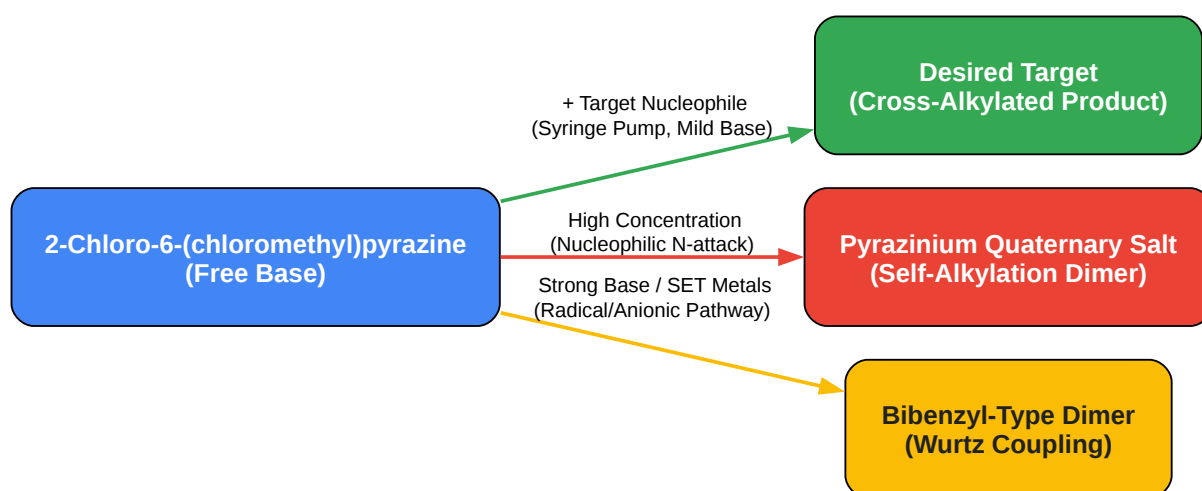 Desired Target
(Cross-Alkylated Product)
+ Target Nucleophile
(Syringe Pump, Mild Base)
2-Chloro-6-(chloromethyl)pyrazine
(Free Base)
High Concentration
(Nucleophilic N-attack)
Pyrazinium Quaternary Salt
(Self-Alkylation Dimer)
Strong Base / SET Metals
(Radical/Anionic Pathway)
Bibenzyl-Type Dimer
(Wurtz Coupling)